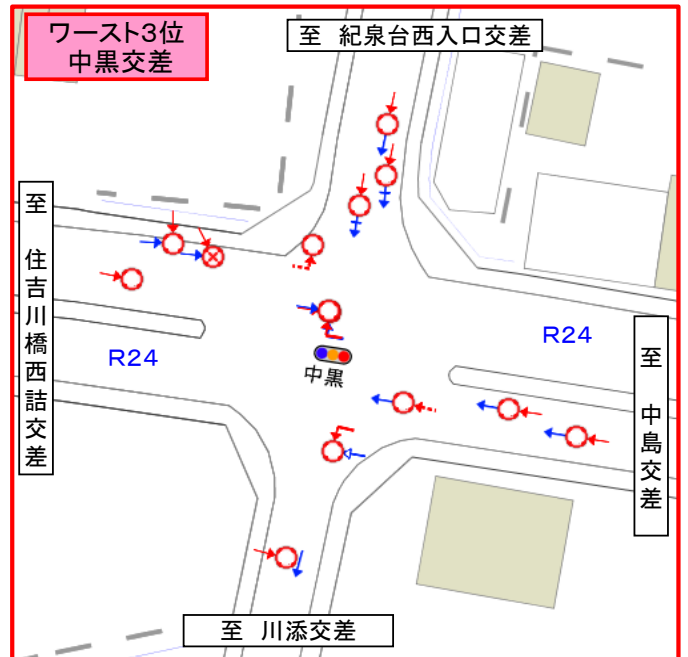 ワースト3位
中黒交差
至 紀泉台西入口交差
至 住吉川橋西詰交差
R24
R24
中黒
至 中島交差
至 川添交差